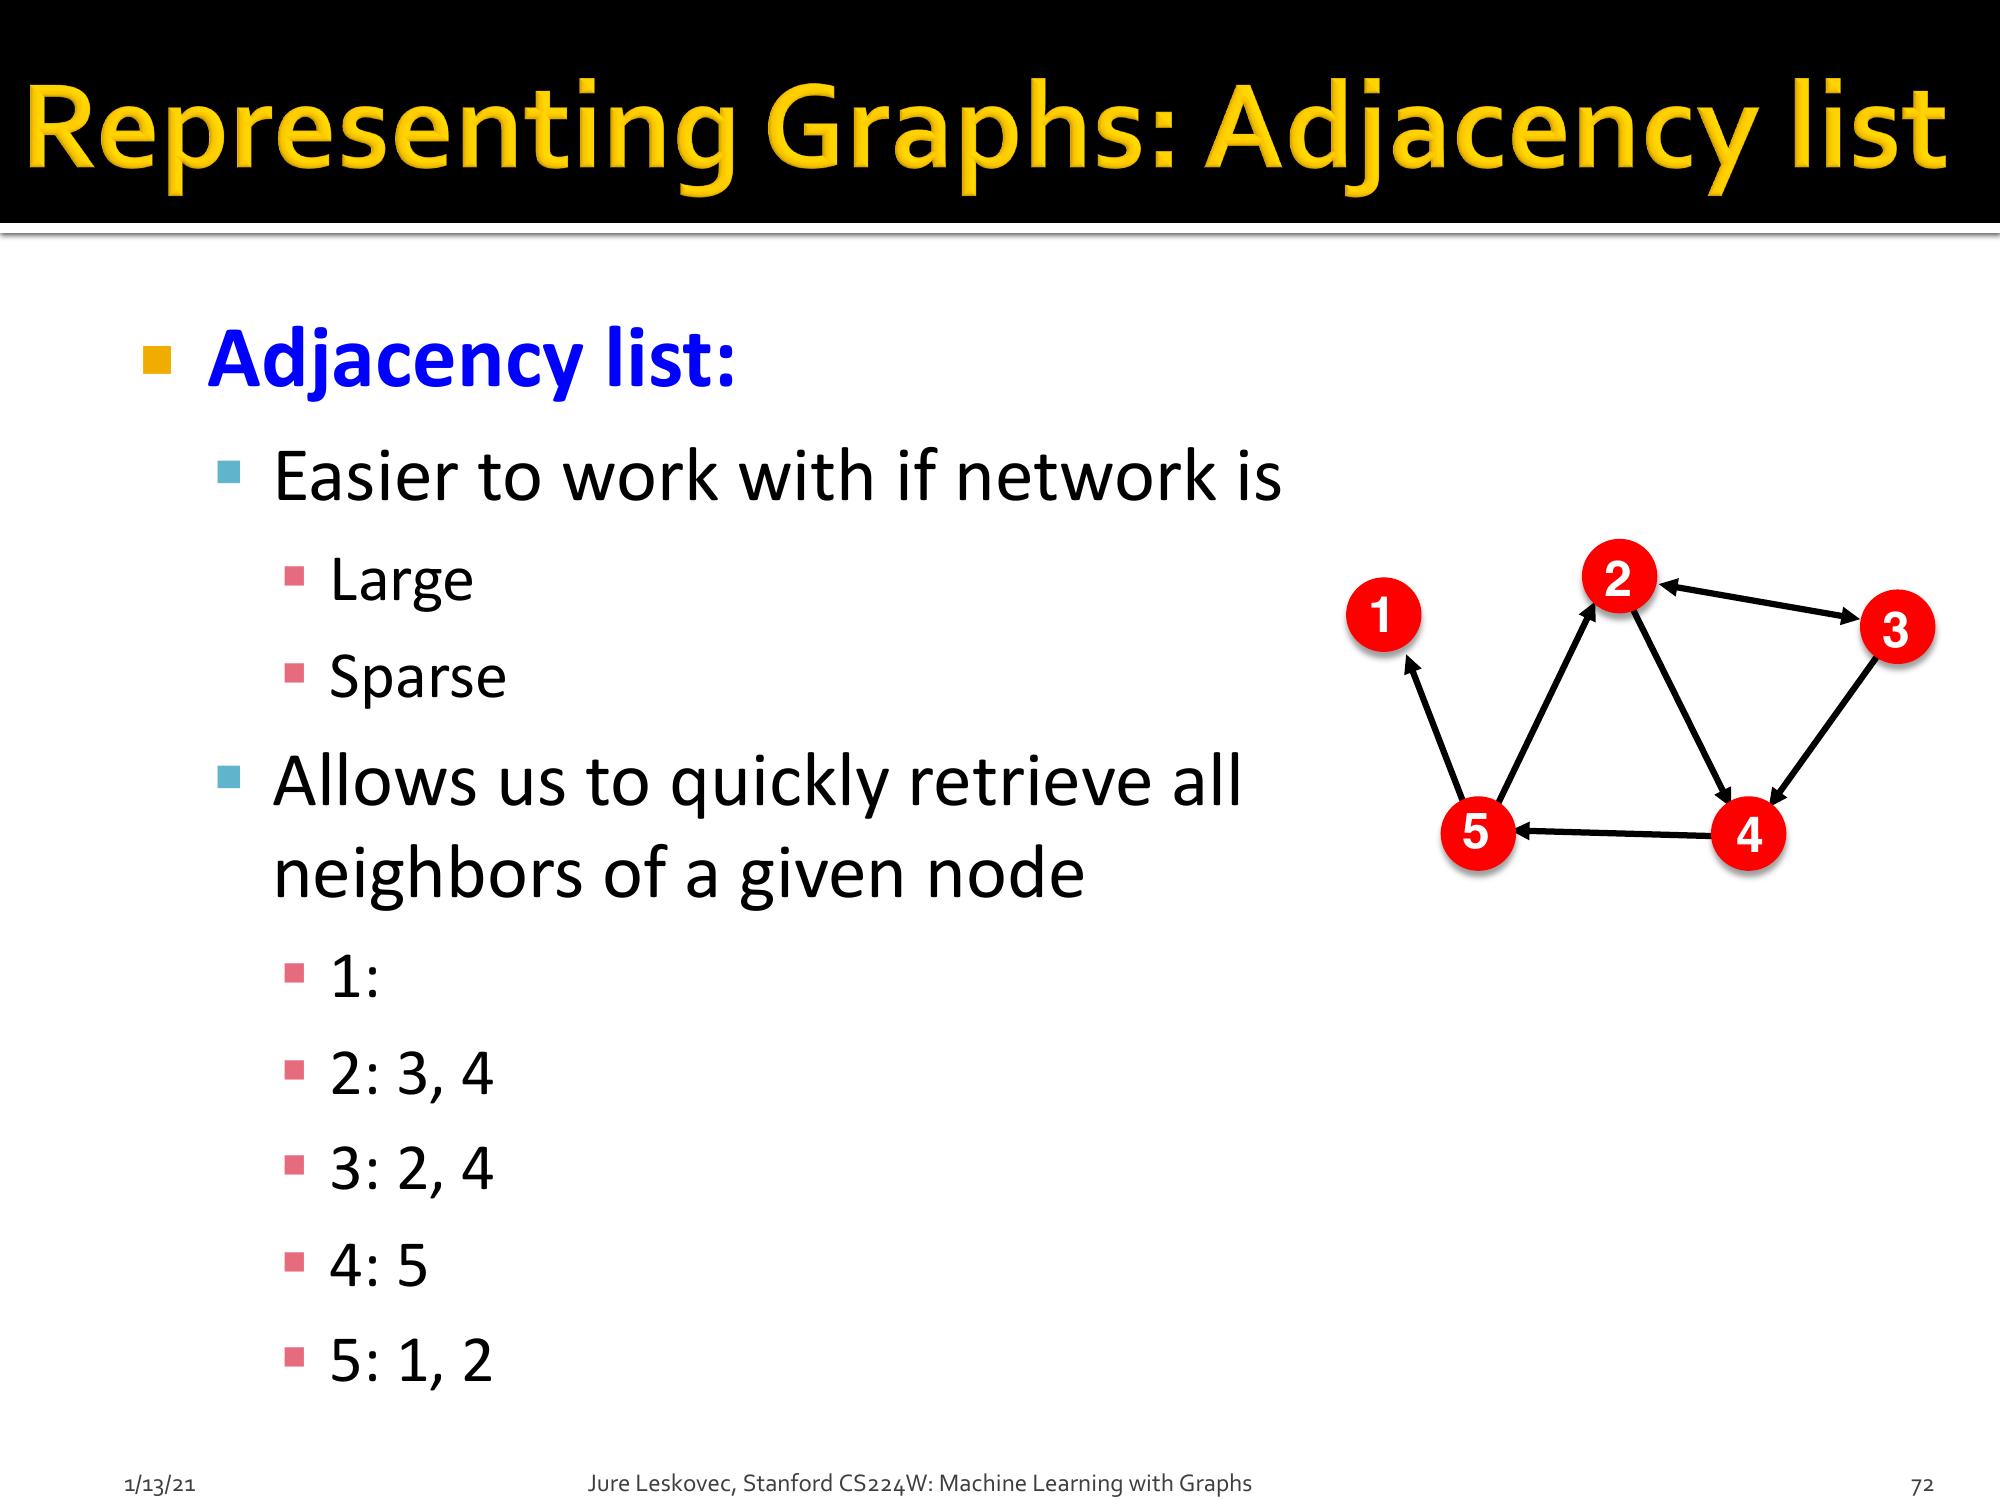 Representing Graphs: Adjacency list
Adjacency list:
Easier to work with if network is
Large
Sparse
Allows us to quickly retrieve all
neighbors of a given node
1:
2: 3, 4
3: 2, 4
4: 5
5: 1, 2
1
2
3
5
4
1/13/21
Jure Leskovec, Stanford CS224W: Machine Learning with Graphs
72